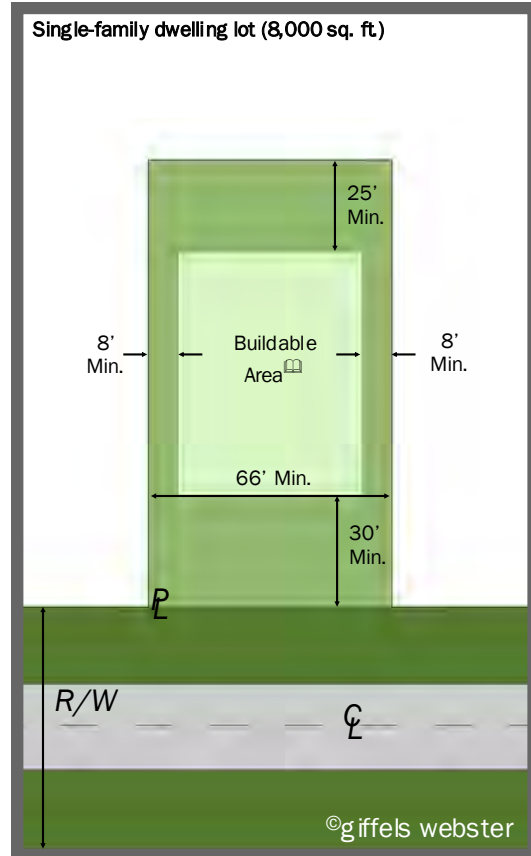 Single-family dwelling lot (8,000 sq. ft.)
25'
Min.
8'
Min.
Buildable
Area
8'
Min.
66' Min.
30'
Min.
PL
R/W
CL
©giffels webster